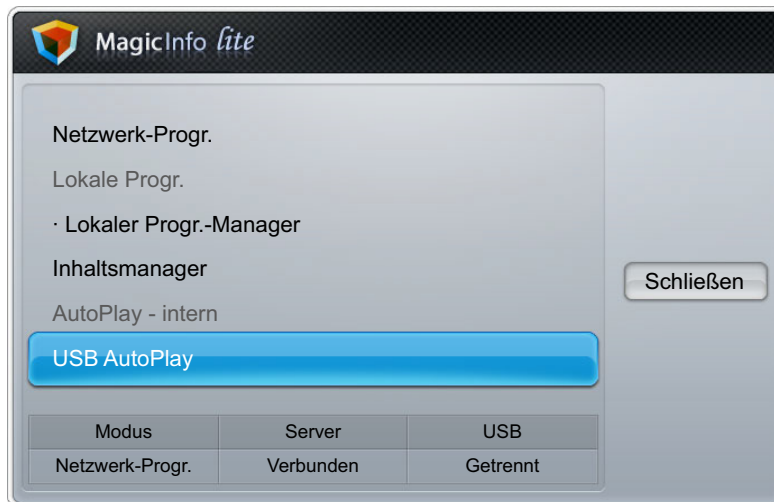 MagicInfo lite
Netzwerk-Progr.
Lokale Progr.
· Lokaler Progr.-Manager
Inhaltsmanager
AutoPlay - intern
USB AutoPlay
Schließen
Modus Server USB
Netzwerk-Progr. Verbunden Getrennt